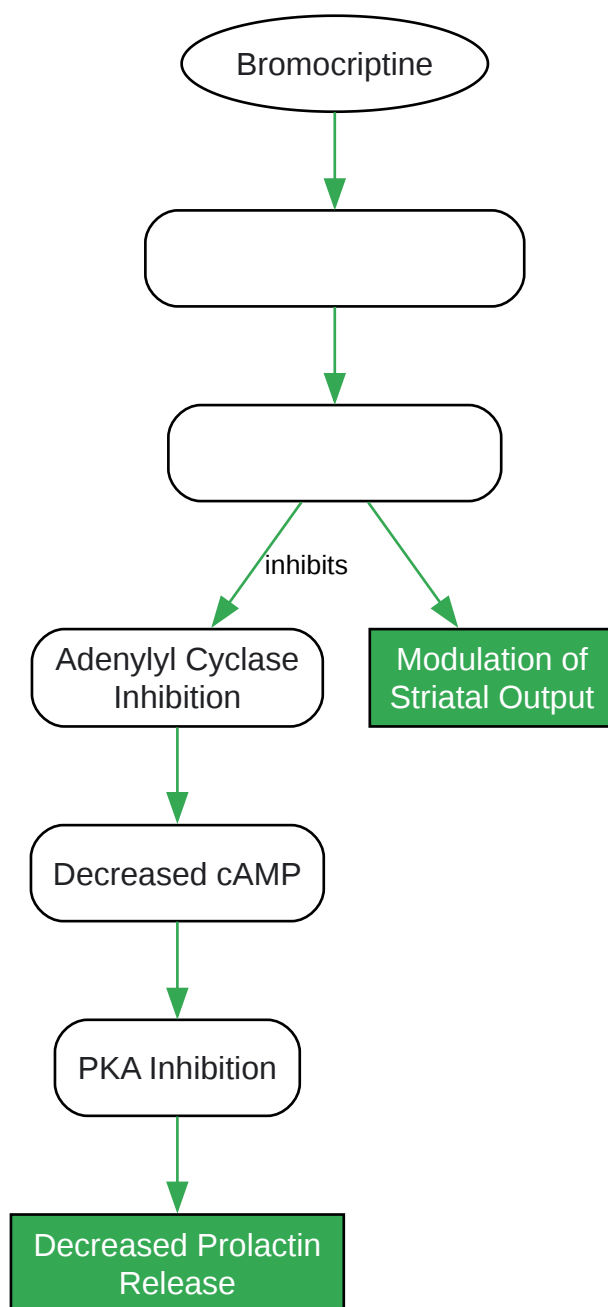 Bromocriptine
inhibits
Adenylyl Cyclase
Inhibition
Modulation of
Striatal Output
Decreased cAMP
PKA Inhibition
Decreased Prolactin
Release